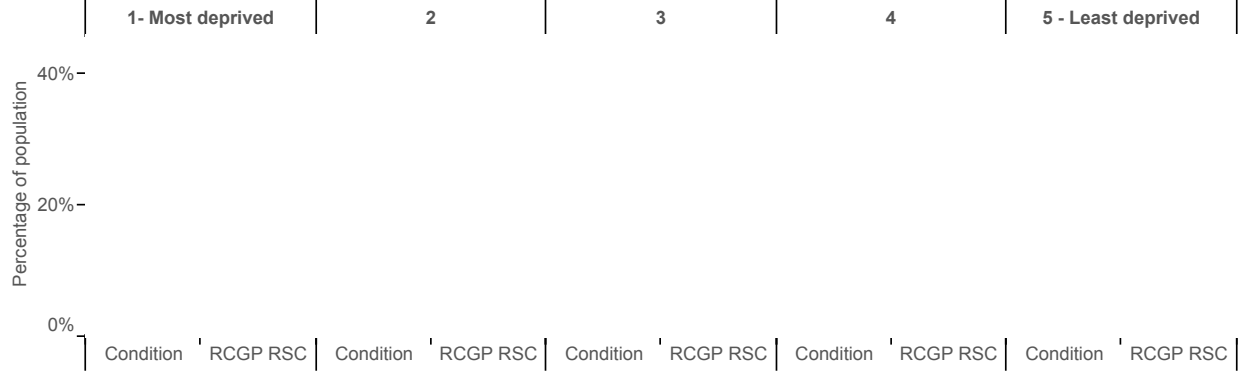 1- Most deprived 2 3 4 5 - Least deprived
Percentage of population
40%
20%
0%
Condition RCGP RSC Condition RCGP RSC Condition RCGP RSC Condition RCGP RSC Condition RCGP RSC